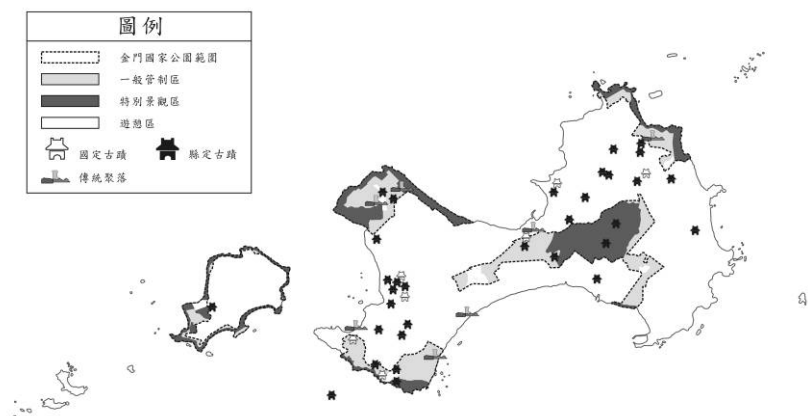 圖例
金門國家公園範圍
一般管制區
特別景觀區
遊憩區
國定古蹟 縣定古蹟
傳統聚落